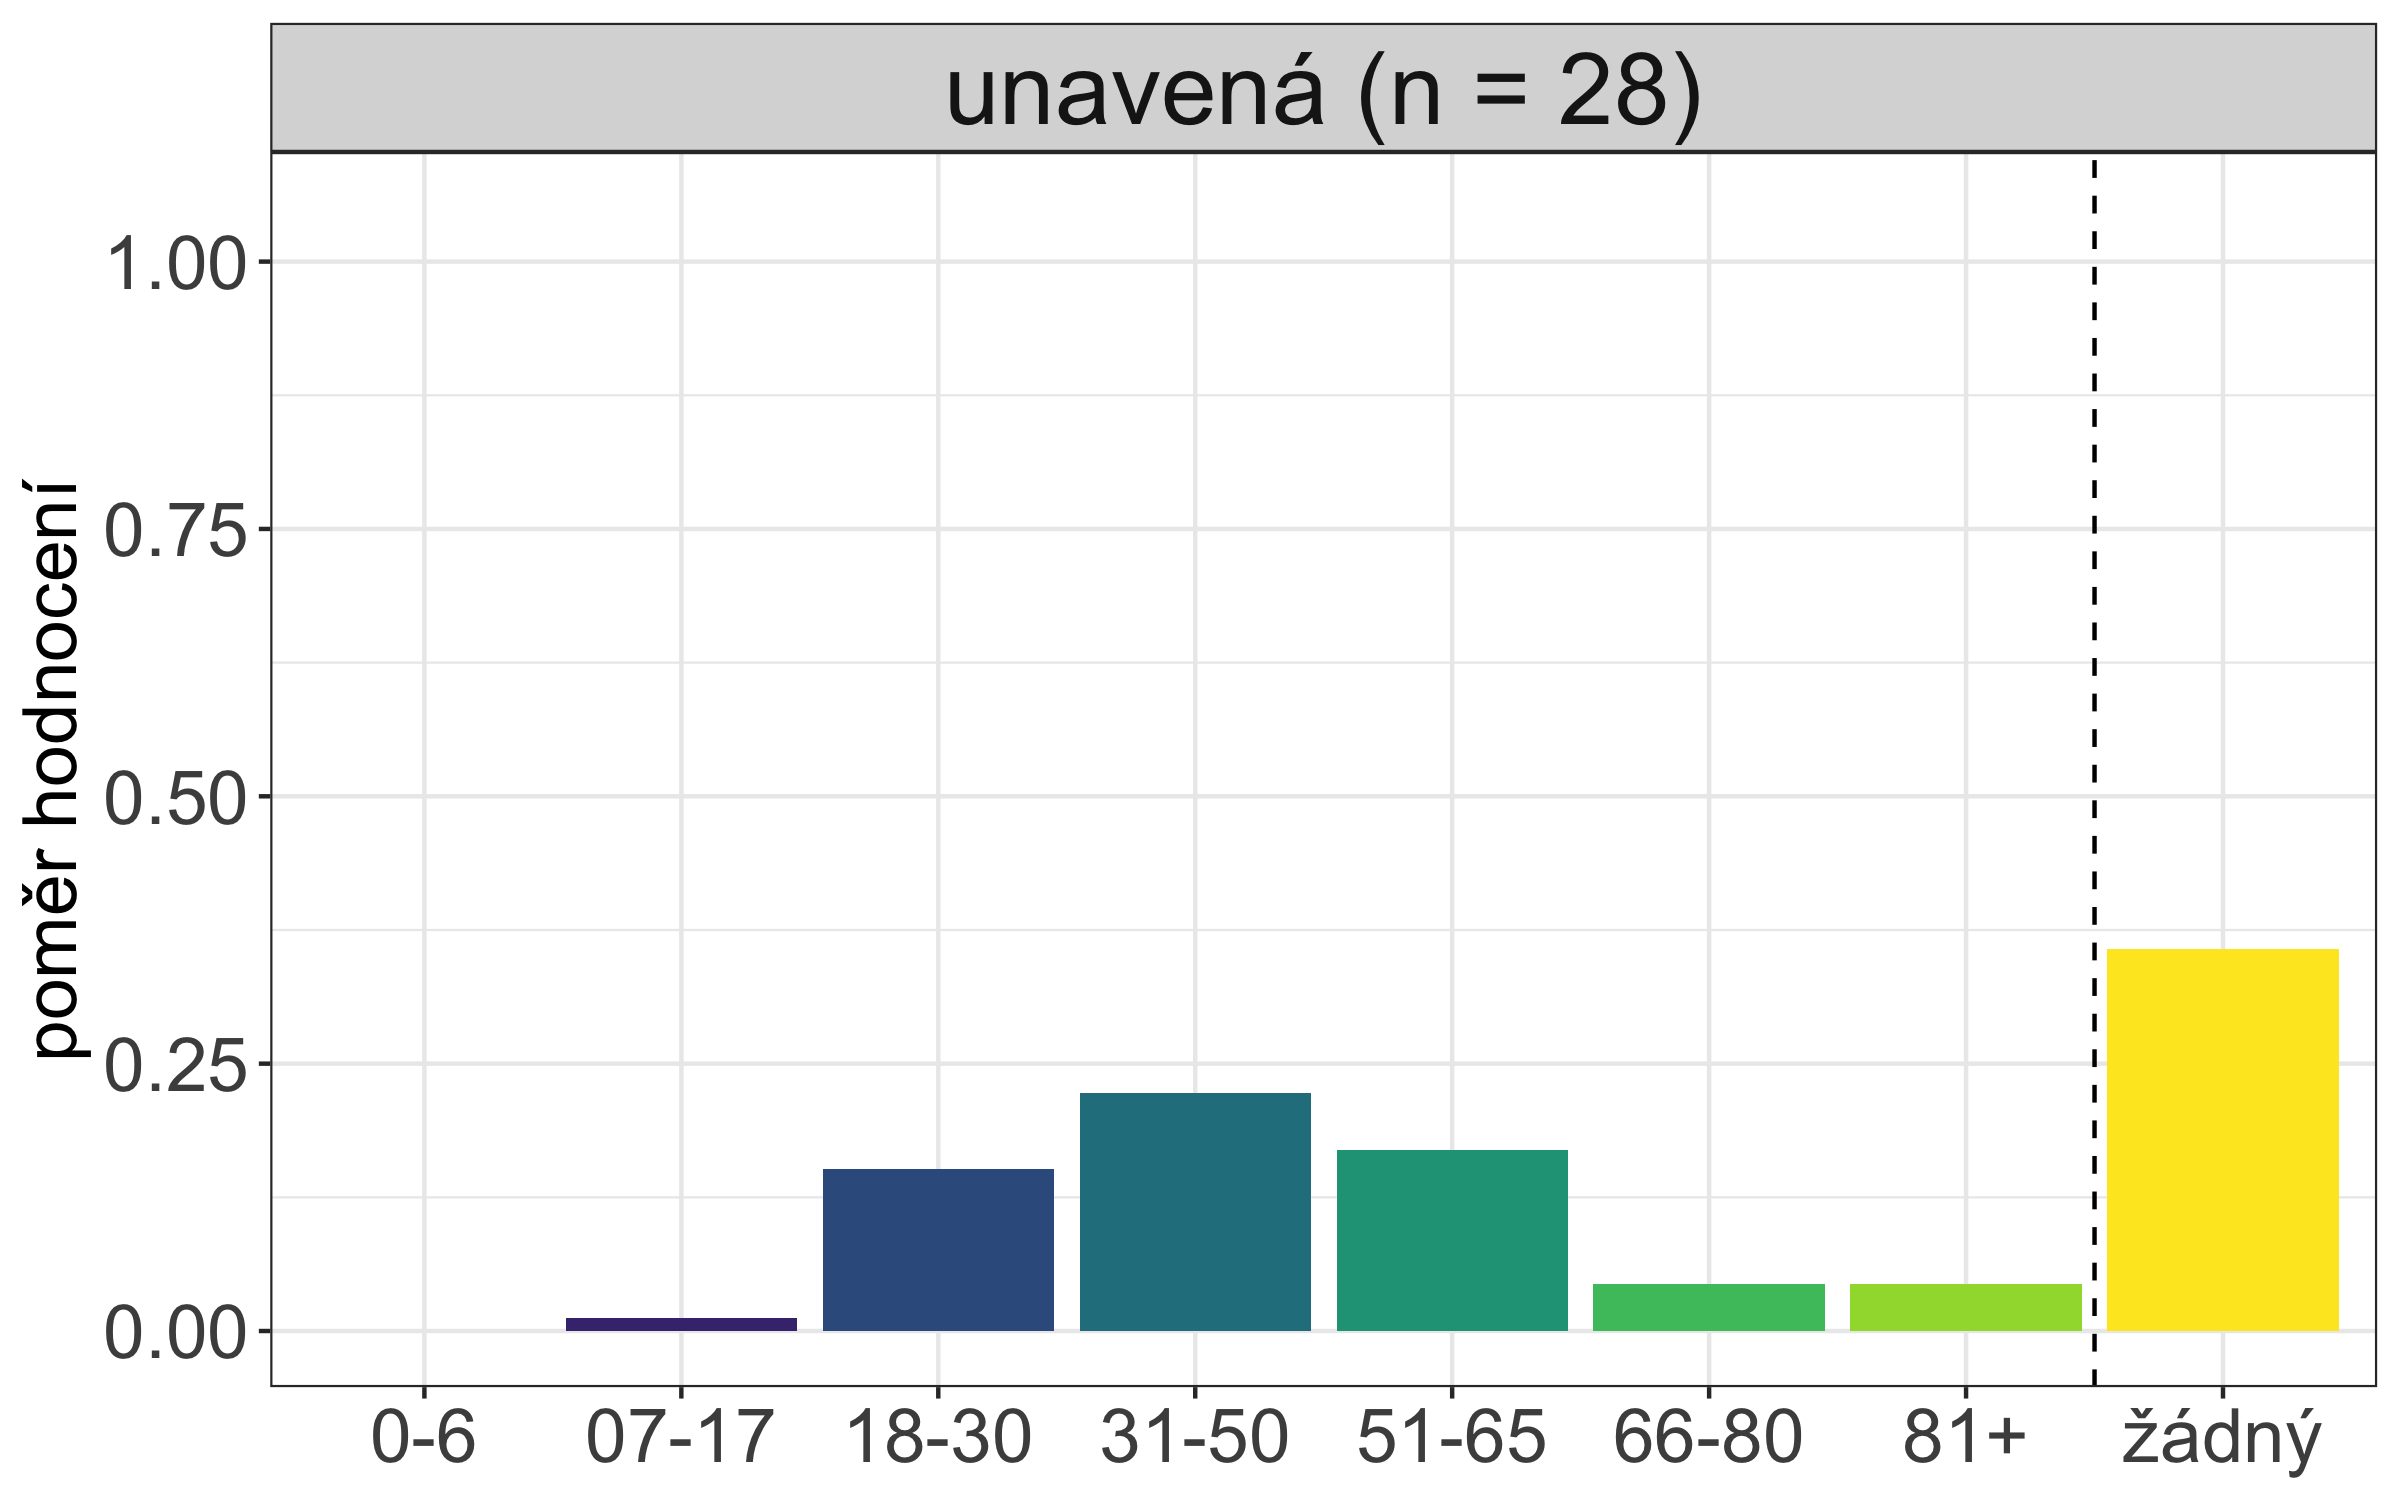 unavená (n = 28)
poměr hodnocení
1.00
0.75
0.50
0.25
0.00
0-6 07-17 18-30 31-50 51-65 66-80 81+ žádný